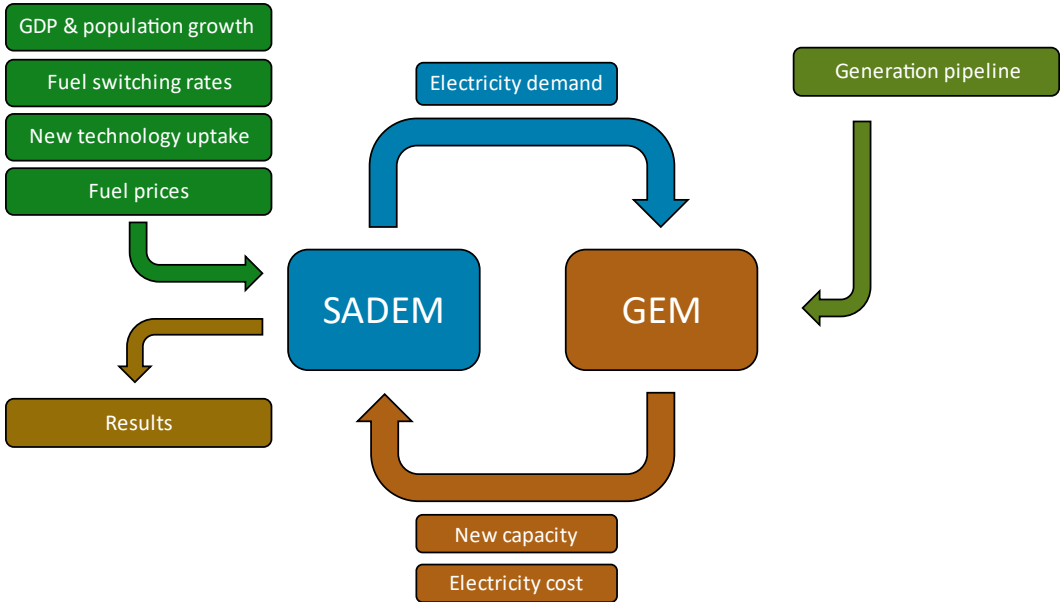 GDP & population growth
Fuel switching rates
New technology uptake
Fuel prices
Electricity demand
Generation pipeline
SADEM
GEM
Results
New capacity
Electricity cost